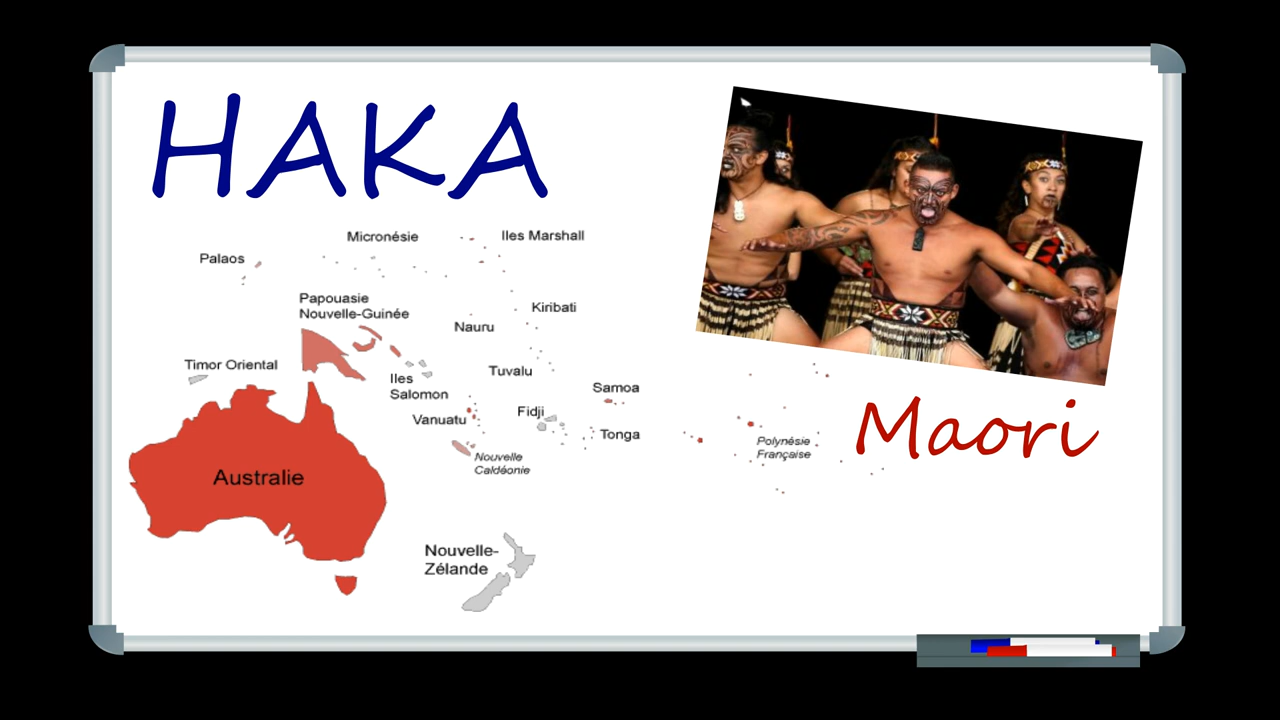 HAKA
Micronésie
Iles Marshall
Palaos
Papouasie
Nouvelle-Guinée
Kiribati
Nauru
Timor Oriental
Tuvalu
Iles
Salomon
Samoa
Vanuatu
Fidji
Tonga
Nouvelle
Caldéonie
Polynésie
Française
Maori
Australie
Nouvelle-
Zélande